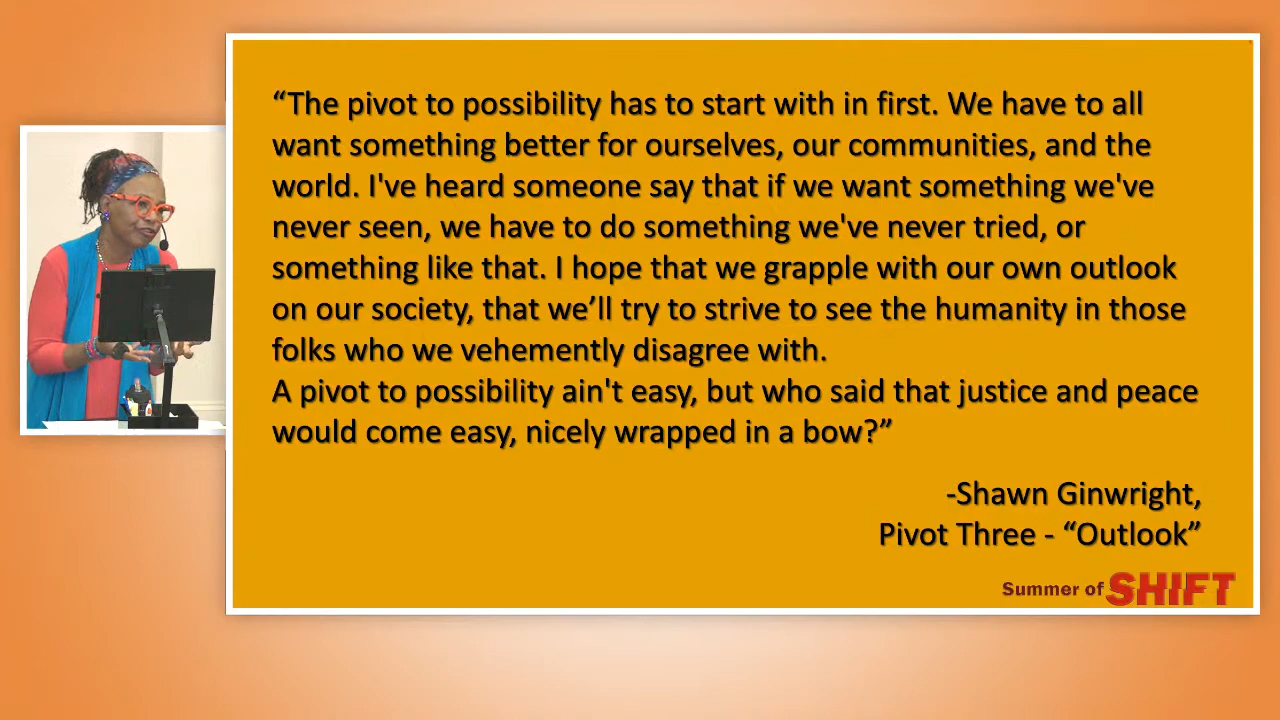 “The pivot to possibility has to start with in first. We have to all
want something better for ourselves, our communities, and the
world. I've heard someone say that if we want something we've
never seen, we have to do something we've never tried, or
something like that. I hope that we grapple with our own outlook
on our society, that we’ll try to strive to see the humanity in those
folks who we vehemently disagree with.
A pivot to possibility ain't easy, but who said that justice and peace
would come easy, nicely wrapped in a bow?”
-Shawn Ginwright,
Pivot Three - “Outlook”
Summer of SHIFT